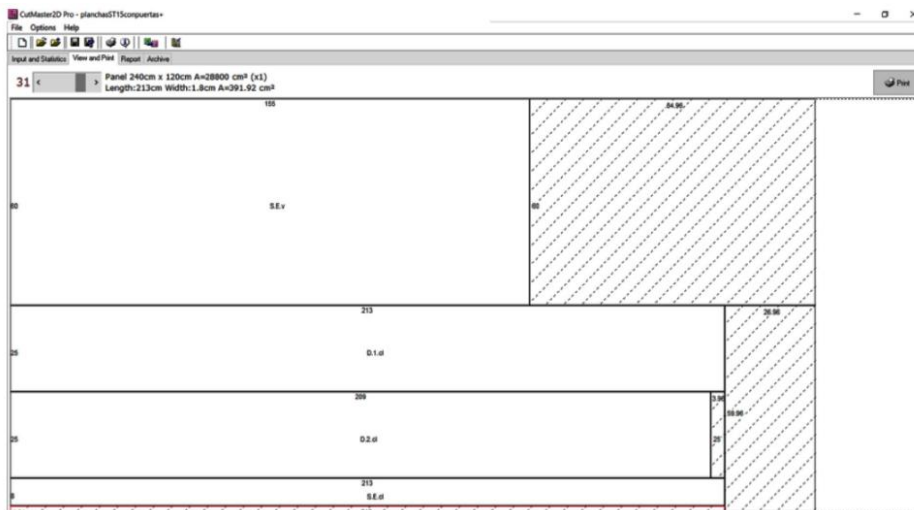 CutMaster2D Pro - planchasST15conpuertas+
File Options Help
Input and Statistics View and Print Report Archive
31 < > Panel 240cm x 120cm A=28800 cm² (x1)
Length:213cm Width:1.8cm A=391.92 cm²
Print
155 84.96
60 S.E.v 60
213 26.96
25 D.1.cl
209 3.96
59.96
25 D.2.cl 25
213
8 S.E.cl